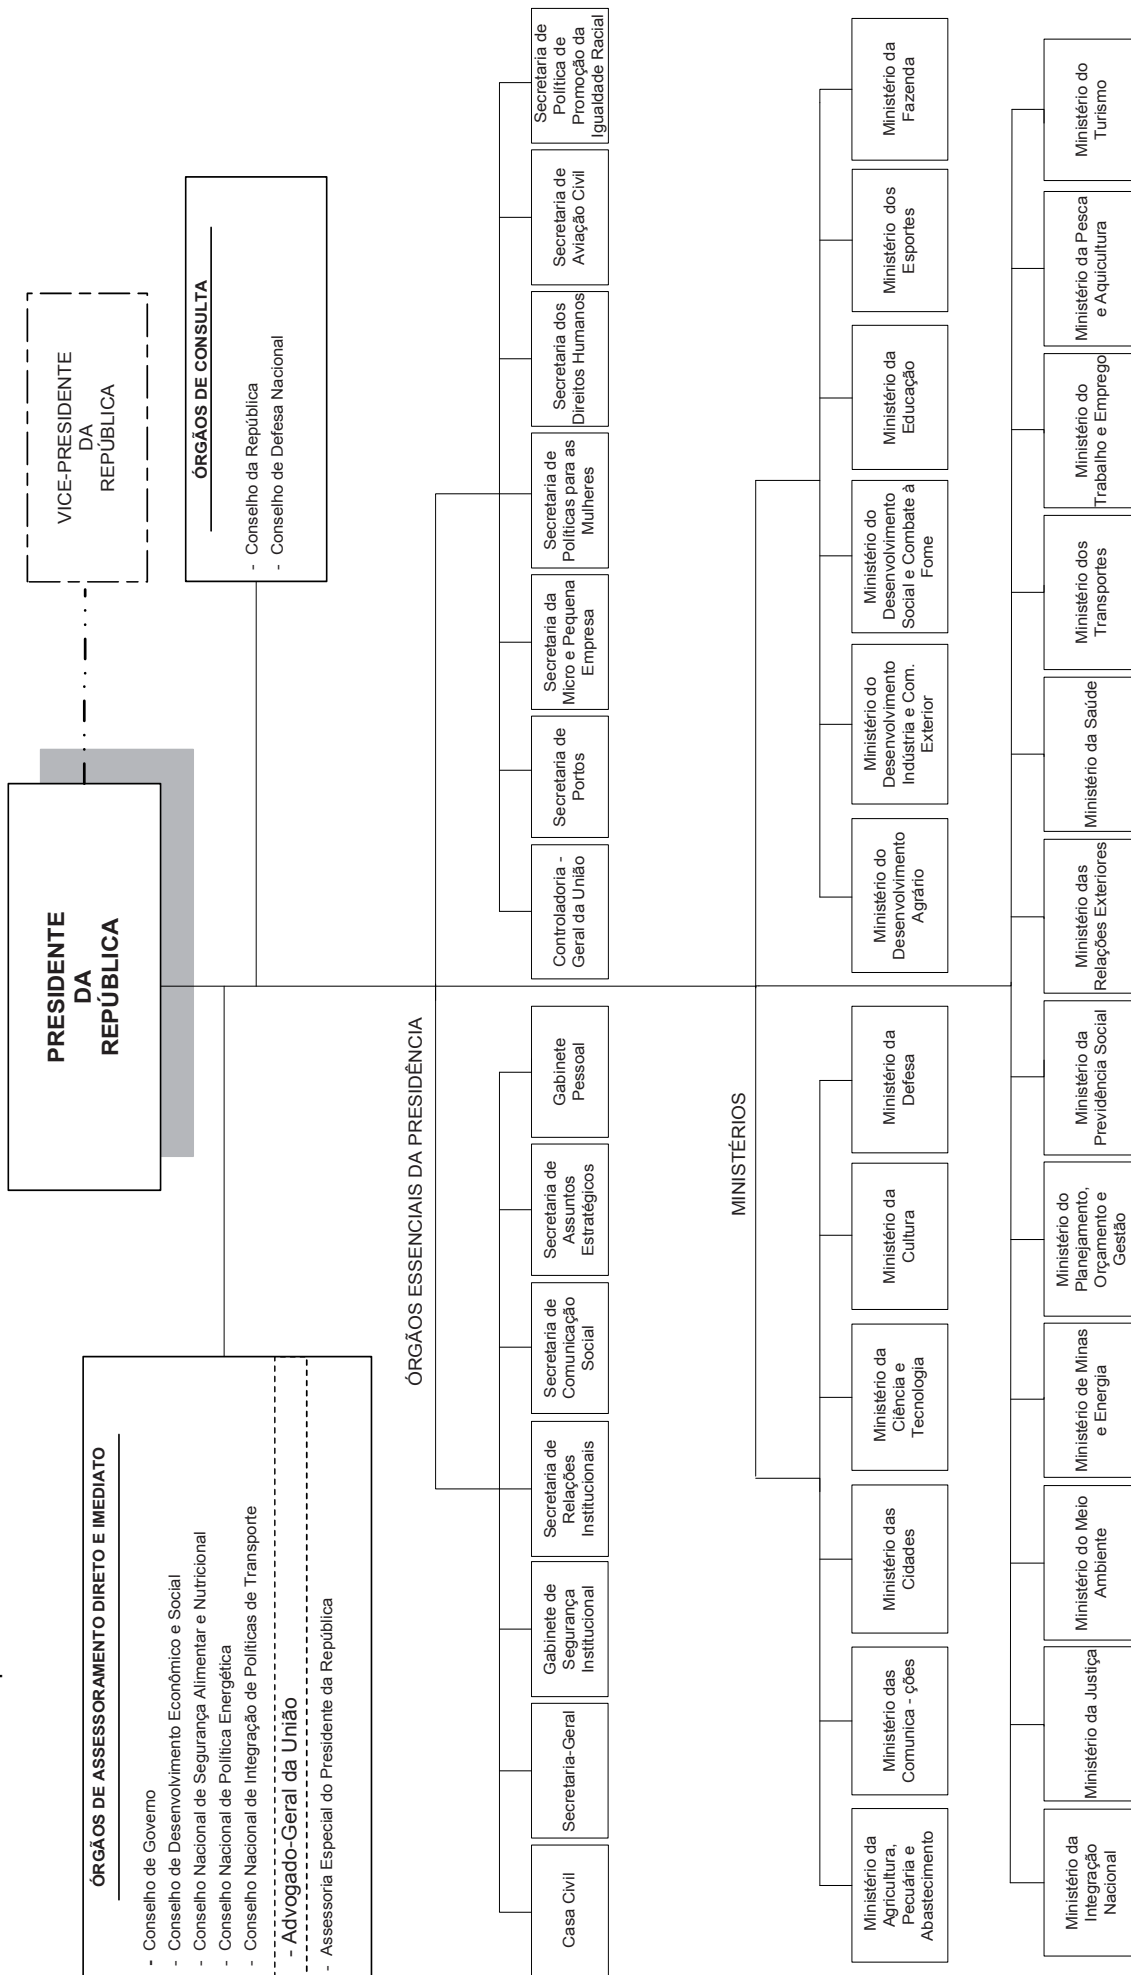 PRESIDENTE
DA
REPÚBLICA
VICE-PRESIDENTE
DA
REPÚBLICA
ÓRGÃOS DE ASSESSORAMENTO DIRETO E IMEDIATO
- Conselho de Governo
- Conselho de Desenvolvimento Econômico e Social
- Conselho Nacional de Segurança Alimentar e Nutricional
- Conselho Nacional de Política Energética
- Conselho Nacional de Integração de Políticas de Transporte
- Advogado-Geral da União
- Assessoria Especial do Presidente da República
ÓRGÃOS DE CONSULTA
- Conselho da República
- Conselho de Defesa Nacional
ÓRGÃOS ESSENCIAIS DA PRESIDÊNCIA
Casa Civil
Secretaria-Geral
Gabinete de
Segurança
Institucional
Secretaria de
Relações
Institucionais
Secretaria de
Comunicação
Social
Secretaria de
Assuntos
Estratégicos
Gabinete
Pessoal
Controladoria -
Geral da União
Secretaria de
Portos
Secretaria da
Micro e Pequena
Empresa
Secretaria de
Políticas para as
Mulheres
Secretaria dos
Direitos Humanos
Secretaria de
Aviação Civil
Secretaria de
Política de
Promoção da
Igualdade Racial
MINISTÉRIOS
Ministério da
Agricultura,
Pecuária e
Abastecimento
Ministério das
Comunica - ções
Ministério das
Cidades
Ministério da
Ciência e
Tecnologia
Ministério da
Cultura
Ministério da
Defesa
Ministério do
Desenvolvimento
Agrário
Ministério do
Desenvolvimento
Indústria e Com.
Exterior
Ministério do
Desenvolvimento
Social e Combate à
Fome
Ministério da
Educação
Ministério dos
Esportes
Ministério da
Fazenda
Ministério da
Integração
Nacional
Ministério da Justiça
Ministério do Meio
Ambiente
Ministério de Minas
e Energia
Ministério do
Planejamento,
Orçamento e
Gestão
Ministério da
Previdência Social
Ministério das
Relações Exteriores
Ministério da Saúde
Ministério dos
Transportes
Ministério do
Trabalho e Emprego
Ministério da Pesca
e Aquicultura
Ministério do
Turismo